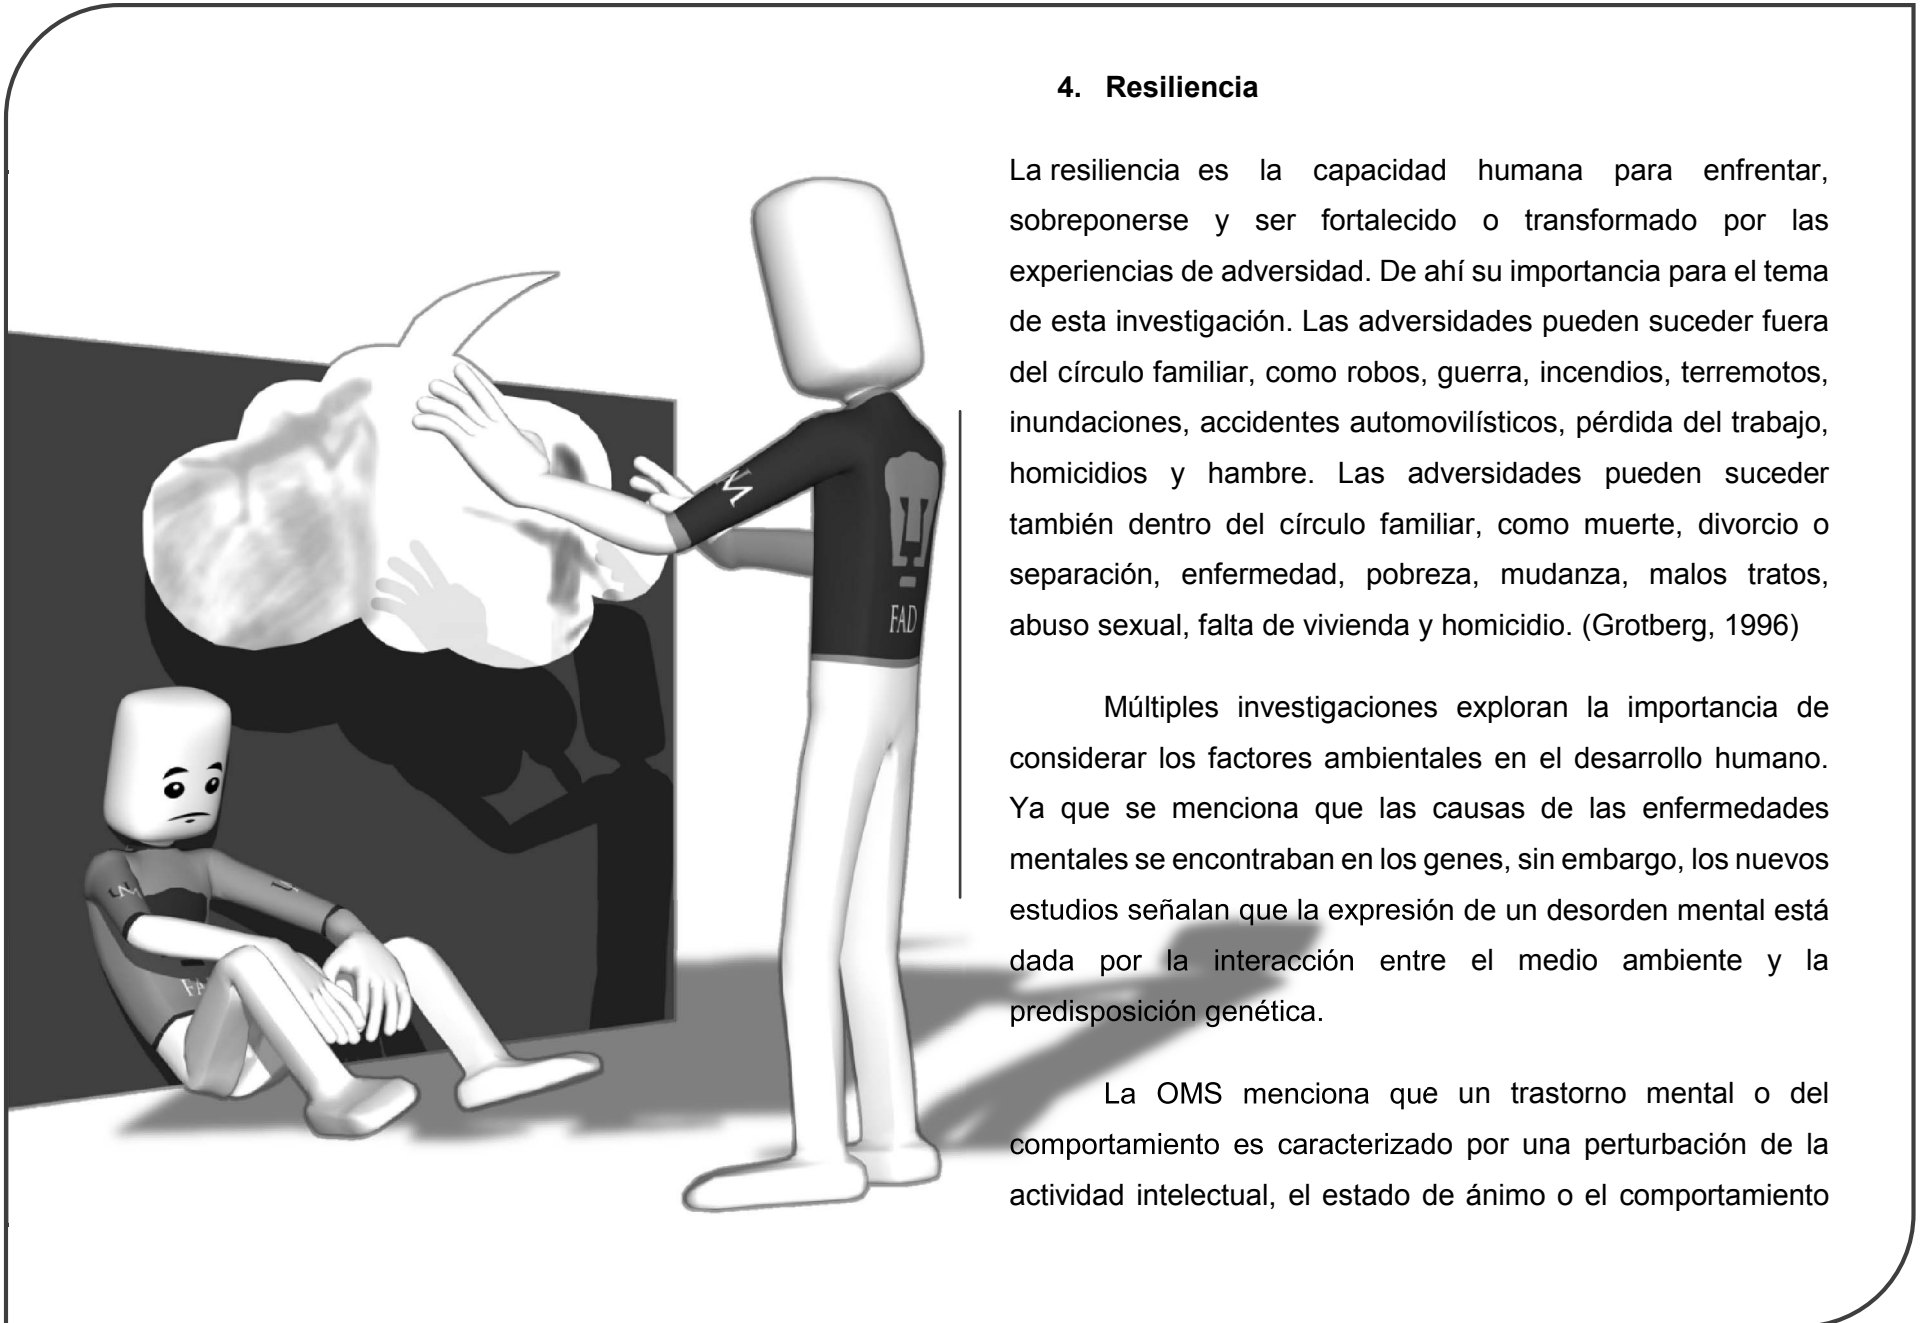 4. Resiliencia
La resiliencia es la capacidad humana para enfrentar,
sobreponerse y ser fortalecido o transformado por las
experiencias de adversidad. De ahí su importancia para el tema
de esta investigación. Las adversidades pueden suceder fuera
del círculo familiar, como robos, guerra, incendios, terremotos,
inundaciones, accidentes automovilísticos, pérdida del trabajo,
homicidios y hambre. Las adversidades pueden suceder
también dentro del círculo familiar, como muerte, divorcio o
separación, enfermedad, pobreza, mudanza, malos tratos,
abuso sexual, falta de vivienda y homicidio. (Grotberg, 1996)
Múltiples investigaciones exploran la importancia de
considerar los factores ambientales en el desarrollo humano.
Ya que se menciona que las causas de las enfermedades
mentales se encontraban en los genes, sin embargo, los nuevos
estudios señalan que la expresión de un desorden mental está
dada por la interacción entre el medio ambiente y la
predisposición genética.
La OMS menciona que un trastorno mental o del
comportamiento es caracterizado por una perturbación de la
actividad intelectual, el estado de ánimo o el comportamiento
FAD